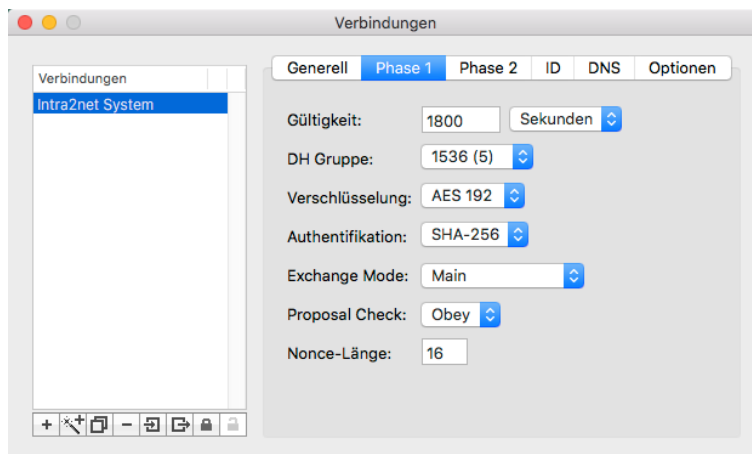 Verbindungen
Verbindungen
Intra2net System
Generell Phase 1 Phase 2 ID DNS Optionen
Gültigkeit: 1800 Sekunden
DH Gruppe: 1536 (5)
Verschlüsselung: AES 192
Authentifikation: SHA-256
Exchange Mode: Main
Proposal Check: Obey
Nonce-Länge: 16